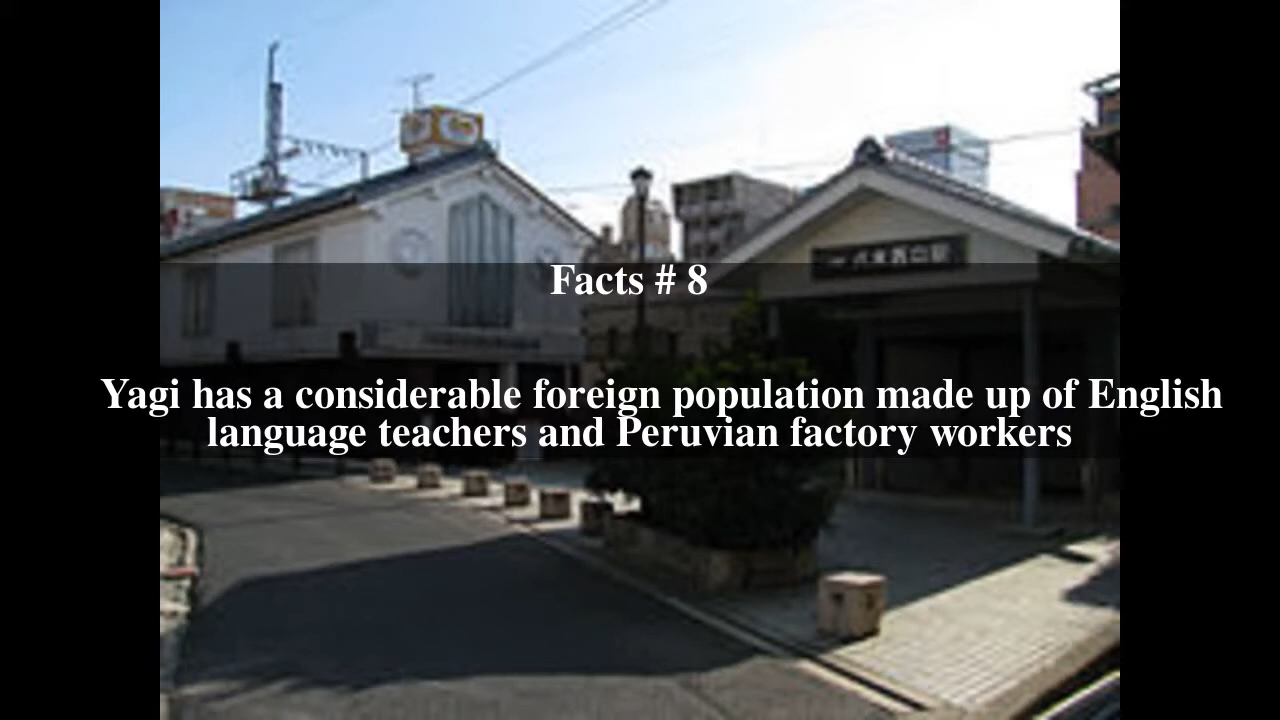 Facts # 8
Yagi has a considerable foreign population made up of English
language teachers and Peruvian factory workers